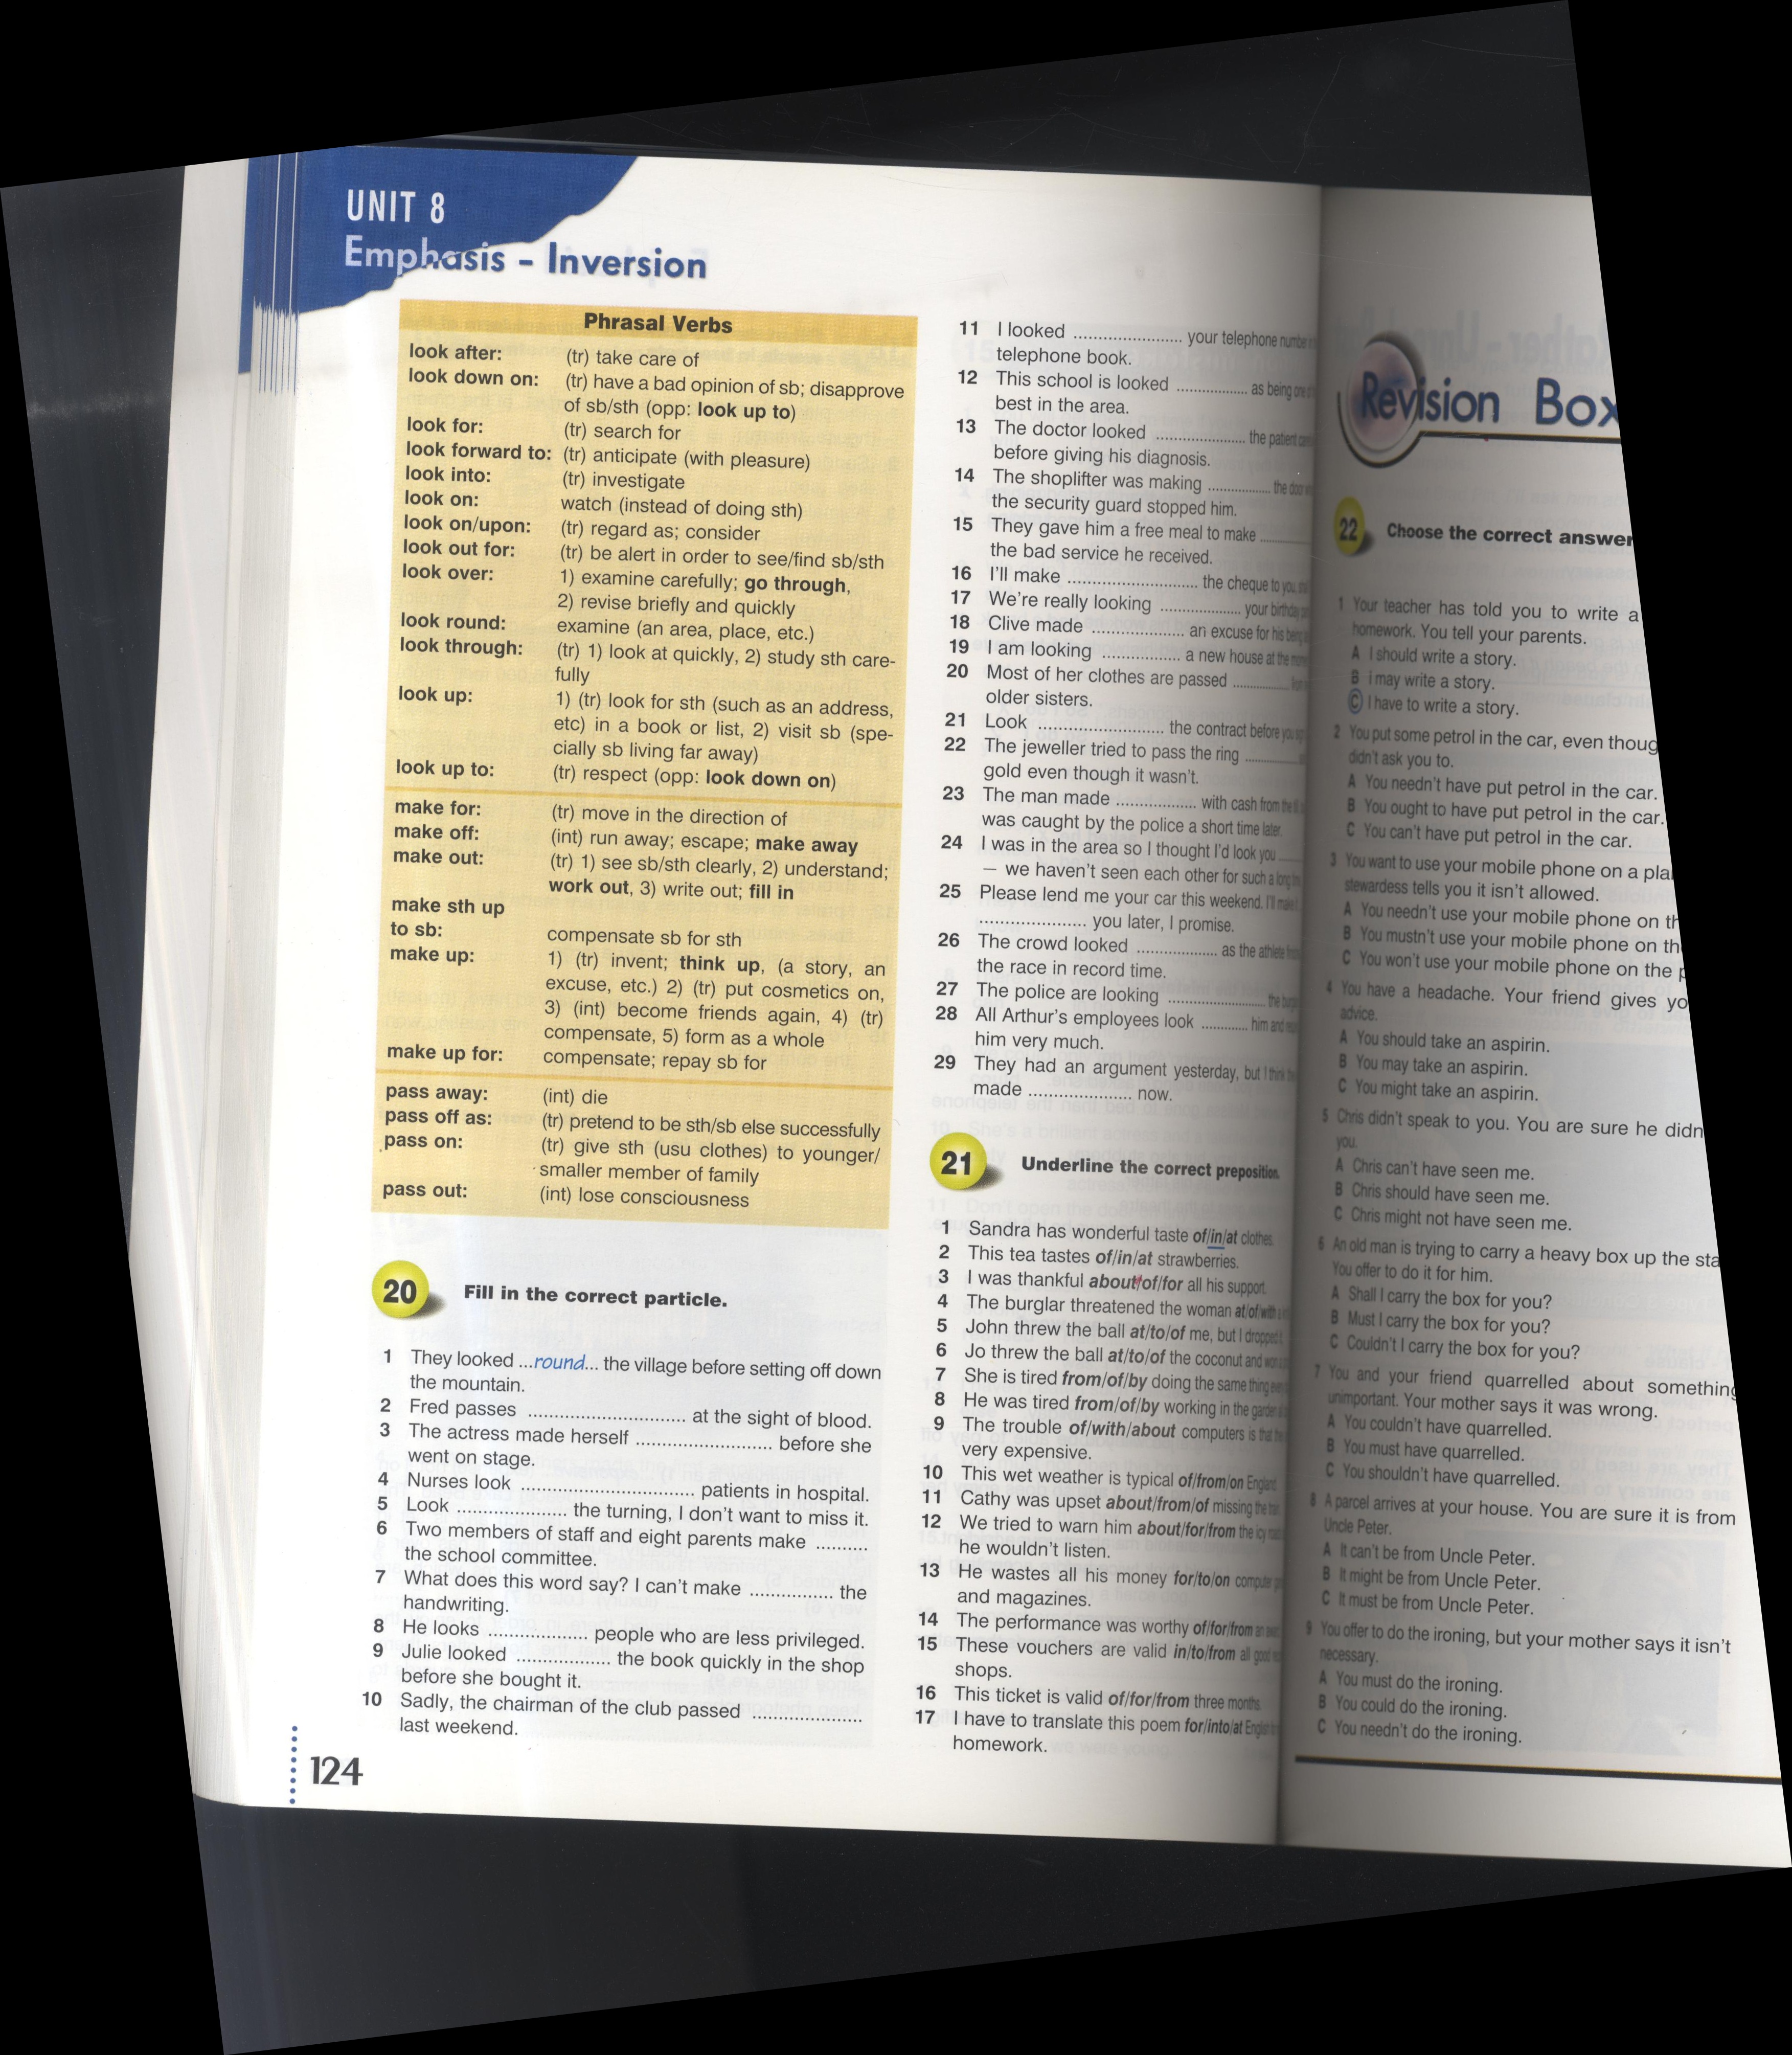 UNIT 8
Emphasis – Inversion
Phrasal Verbs
look after: (tr) take care of
look down on: (tr) have a bad opinion of sb; disapprove
of sb/sth (opp: look up to)
look for: (tr) search for
look forward to: (tr) anticipate (with pleasure)
look into: (tr) investigate
look on: watch (instead of doing sth)
look on/upon: (tr) regard as; consider
look out for: (tr) be alert in order to see/find sb/sth
look over: 1) examine carefully; go through,
2) revise briefly and quickly
look round: examine (an area, place, etc.)
look through: (tr) 1) look at quickly, 2) study sth care-
fully
look up: 1) (tr) look for sth (such as an address,
etc) in a book or list, 2) visit sb (spe-
cially sb living far away)
look up to: (tr) respect (opp: look down on)
make for: (tr) move in the direction of
make off: (int) run away; escape; make away
make out: (tr) 1) see sb/sth clearly, 2) understand;
work out, 3) write out; fill in
make sth up
to sb: compensate sb for sth
make up: 1) (tr) invent; think up, (a story, an
excuse, etc.) 2) (tr) put cosmetics on,
3) (int) become friends again, 4) (tr)
compensate, 5) form as a whole
make up for: compensate; repay sb for
pass away: (int) die
pass off as: (tr) pretend to be sth/sb else successfully
pass on: (tr) give sth (usu clothes) to younger/
smaller member of family
pass out: (int) lose consciousness
20 Fill in the correct particle.
1 They looked ...round... the village before setting off down
the mountain.
2 Fred passes .............................. at the sight of blood.
3 The actress made herself .......................... before she
went on stage.
4 Nurses look ................................. patients in hospital.
5 Look ..................... the turning, I don't want to miss it.
6 Two members of staff and eight parents make ..........
the school committee.
7 What does this word say? I can't make ................ the
handwriting.
8 He looks ................... people who are less privileged.
9 Julie looked .................. the book quickly in the shop
before she bought it.
10 Sadly, the chairman of the club passed .....................
last weekend.
124
11 I looked ....................... your telephone number
telephone book.
12 This school is looked ............... as being one
best in the area.
13 The doctor looked ................... the patient
before giving his diagnosis.
14 The shoplifter was making ............. the door
the security guard stopped him.
15 They gave him a free meal to make ..........
the bad service he received.
16 I'll make ............................ the cheque to you
17 We're really looking ................. your birthday
18 Clive made .................... an excuse for his being
19 I am looking ................. a new house at the
20 Most of her clothes are passed ............
older sisters.
21 Look ........................... the contract before you
22 The jeweller tried to pass the ring ............
gold even though it wasn't.
23 The man made ................. with cash from the
was caught by the police a short time later.
24 I was in the area so I thought I'd look you
— we haven't seen each other for such a long
25 Please lend me your car this weekend. I'll make
....................... you later, I promise.
26 The crowd looked ................. as the athlete
the race in record time.
27 The police are looking ..................... the
28 All Arthur's employees look .......... him and
him very much.
29 They had an argument yesterday, but I think
made ...................... now.
21 Underline the correct preposition.
1 Sandra has wonderful taste of/in/at clothes.
2 This tea tastes of/in/at strawberries.
3 I was thankful about/of/for all his support.
4 The burglar threatened the woman at/of/with
5 John threw the ball at/to/of me, but I dropped
6 Jo threw the ball at/to/of the coconut and
7 She is tired from/of/by doing the same thing
8 He was tired from/of/by working in the garden
9 The trouble of/with/about computers is that
very expensive.
10 This wet weather is typical of/from/on England.
11 Cathy was upset about/from/of missing the
12 We tried to warn him about/for/from the icy
he wouldn't listen.
13 He wastes all his money for/to/on computer
and magazines.
14 The performance was worthy of/for/from an
15 These vouchers are valid in/to/from all good
shops.
16 This ticket is valid of/for/from three months.
17 I have to translate this poem for/into/at English
homework.
Revision Box
22 Choose the correct answer
1 Your teacher has told you to write a
homework. You tell your parents.
A I should write a story.
B i may write a story.
C I have to write a story.
2 You put some petrol in the car, even thoug
didn't ask you to.
A You needn't have put petrol in the car.
B You ought to have put petrol in the car.
C You can't have put petrol in the car.
3 You want to use your mobile phone on a pla
stewardess tells you it isn't allowed.
A You needn't use your mobile phone on th
B You mustn't use your mobile phone on th
C You won't use your mobile phone on the p
4 You have a headache. Your friend gives yo
advice.
A You should take an aspirin.
B You may take an aspirin.
C You might take an aspirin.
5 Chris didn't speak to you. You are sure he didn
you.
A Chris can't have seen me.
B Chris should have seen me.
C Chris might not have seen me.
6 An old man is trying to carry a heavy box up the sta
You offer to do it for him.
A Shall I carry the box for you?
B Must I carry the box for you?
C Couldn't I carry the box for you?
7 You and your friend quarrelled about something
unimportant. Your mother says it was wrong.
A You couldn't have quarrelled.
B You must have quarrelled.
C You shouldn't have quarrelled.
8 A parcel arrives at your house. You are sure it is from
Uncle Peter.
A It can't be from Uncle Peter.
B It might be from Uncle Peter.
C It must be from Uncle Peter.
9 You offer to do the ironing, but your mother says it isn't
necessary.
A You must do the ironing.
B You could do the ironing.
C You needn't do the ironing.